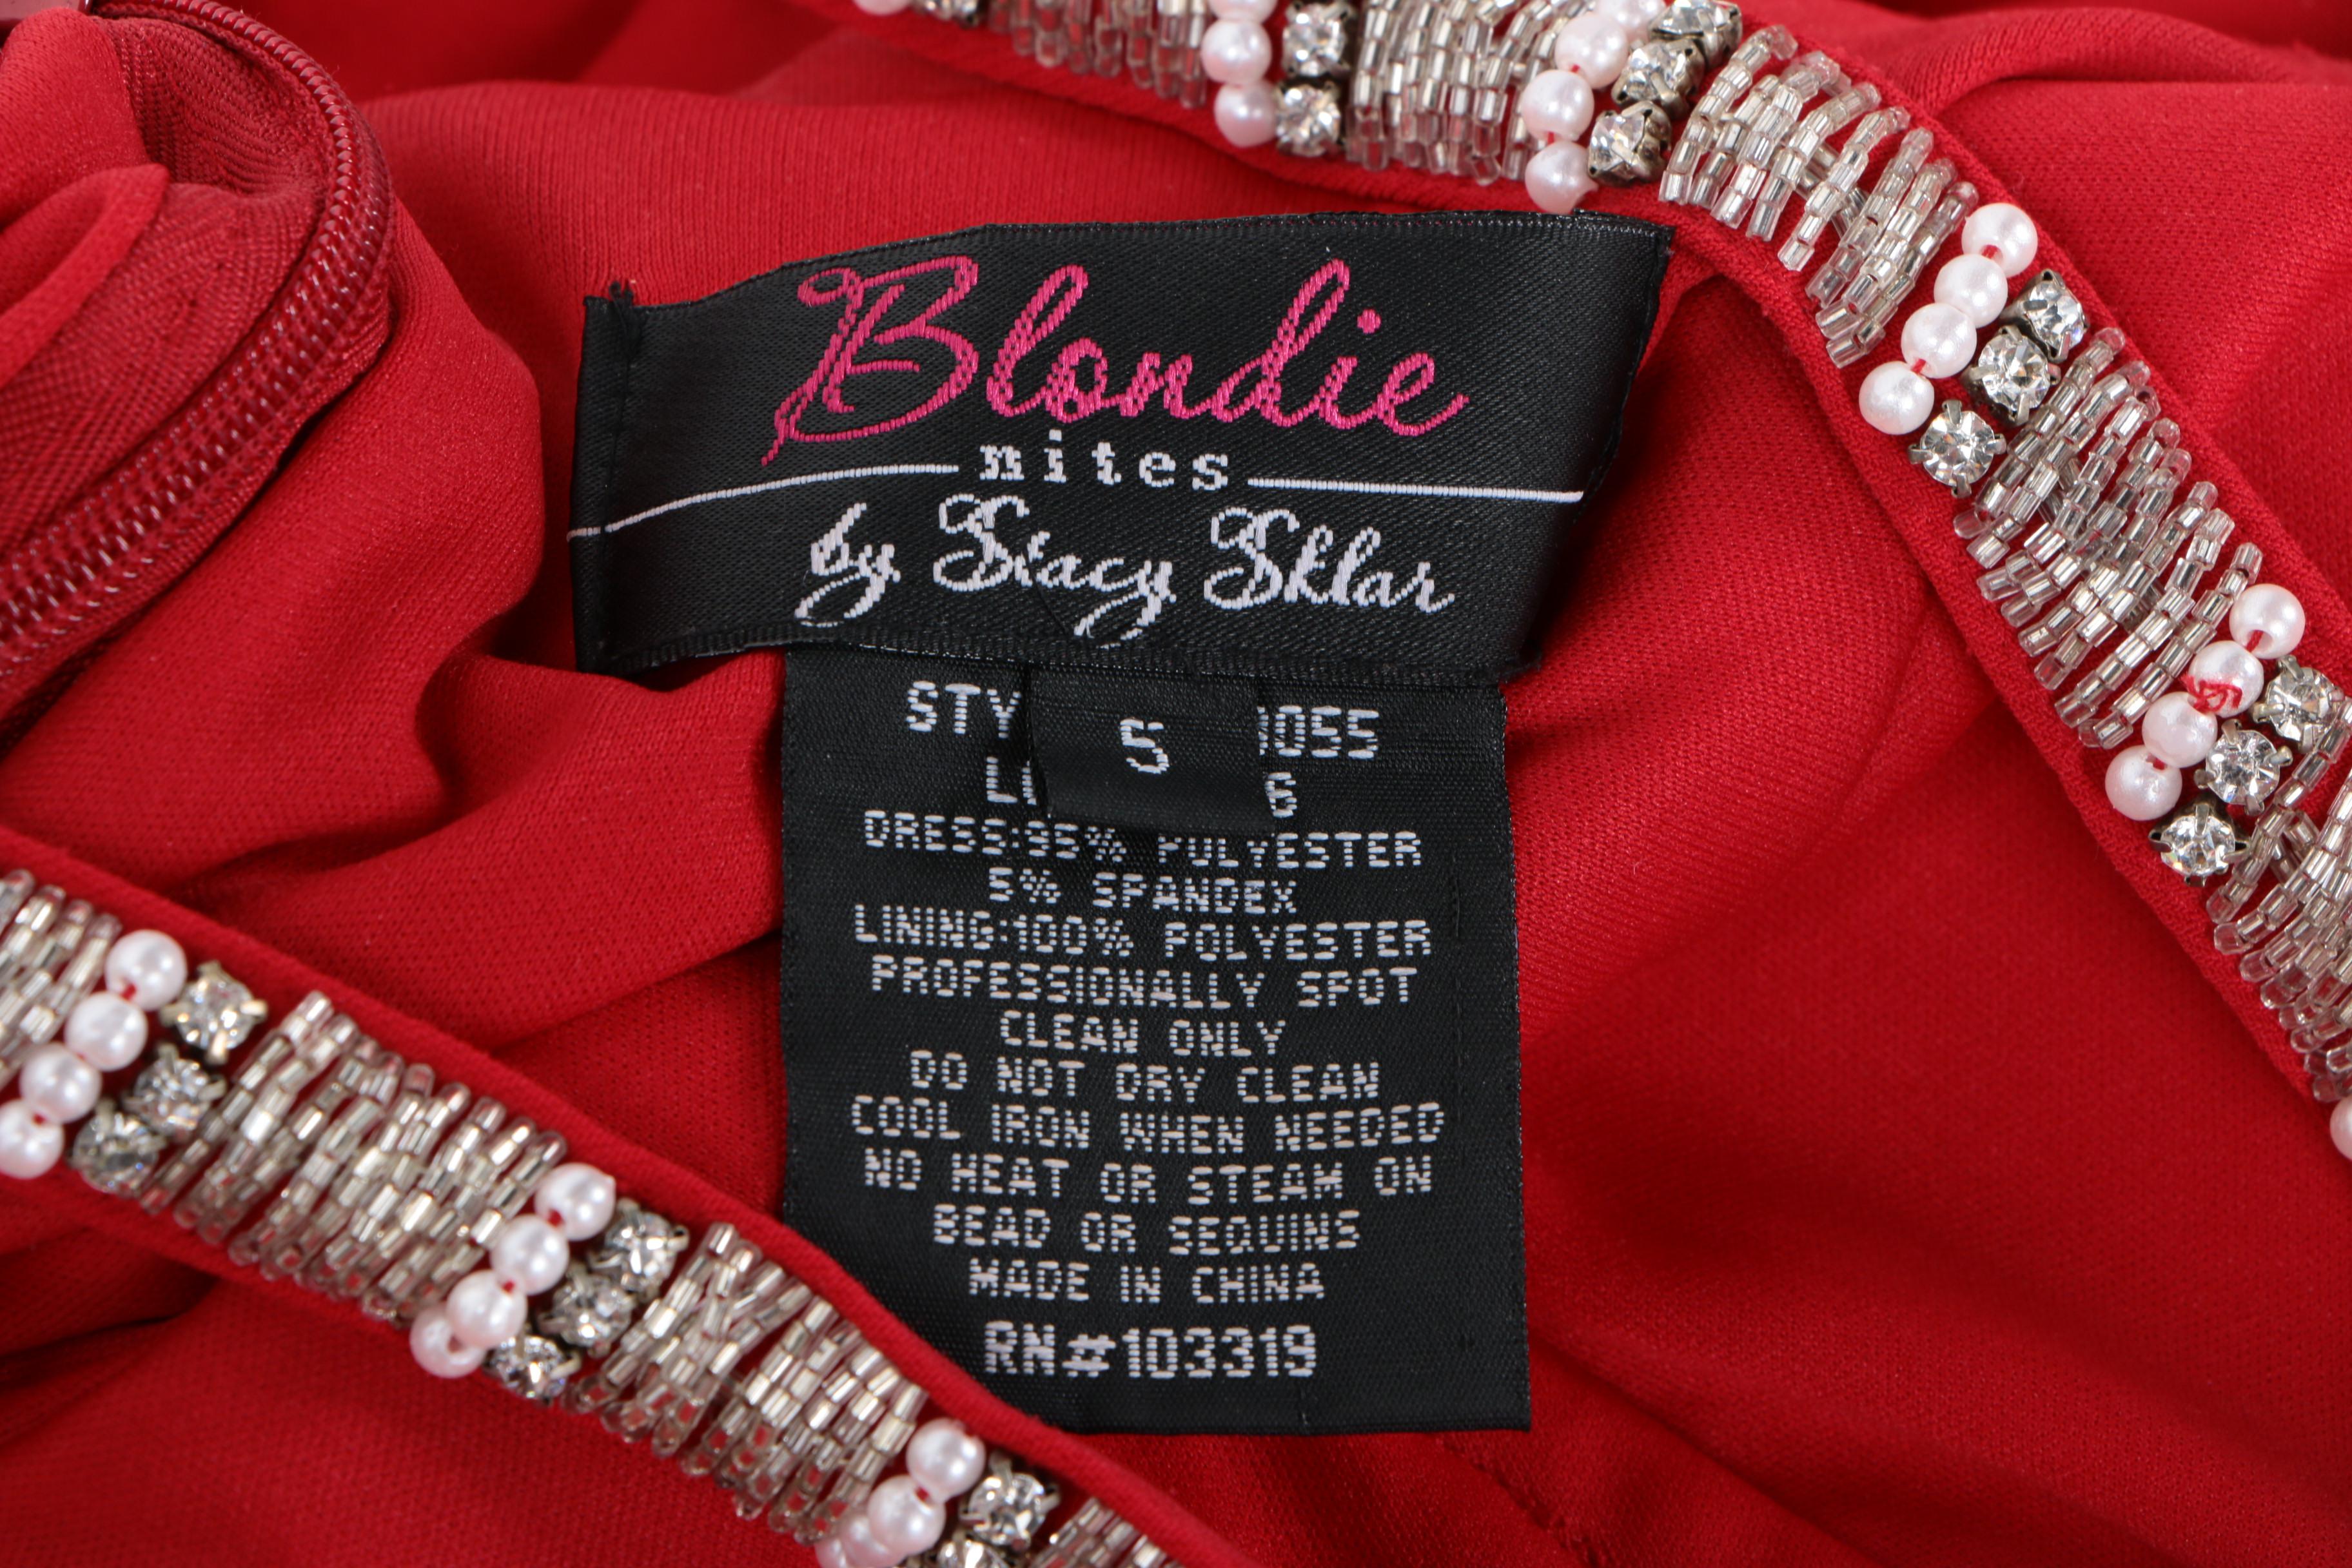 Blondie
nites
by Stacy Sklar
5
055
6
DRESS:95% POLYESTER
5% SPANDEX
LINING:100% POLYESTER
PROFESSIONALLY SPOT
CLEAN ONLY
DO NOT DRY CLEAN
COOL IRON WHEN NEEDED
NO HEAT OR STEAM ON
BEAD OR SEQUINS
MADE IN CHINA
RN#103319